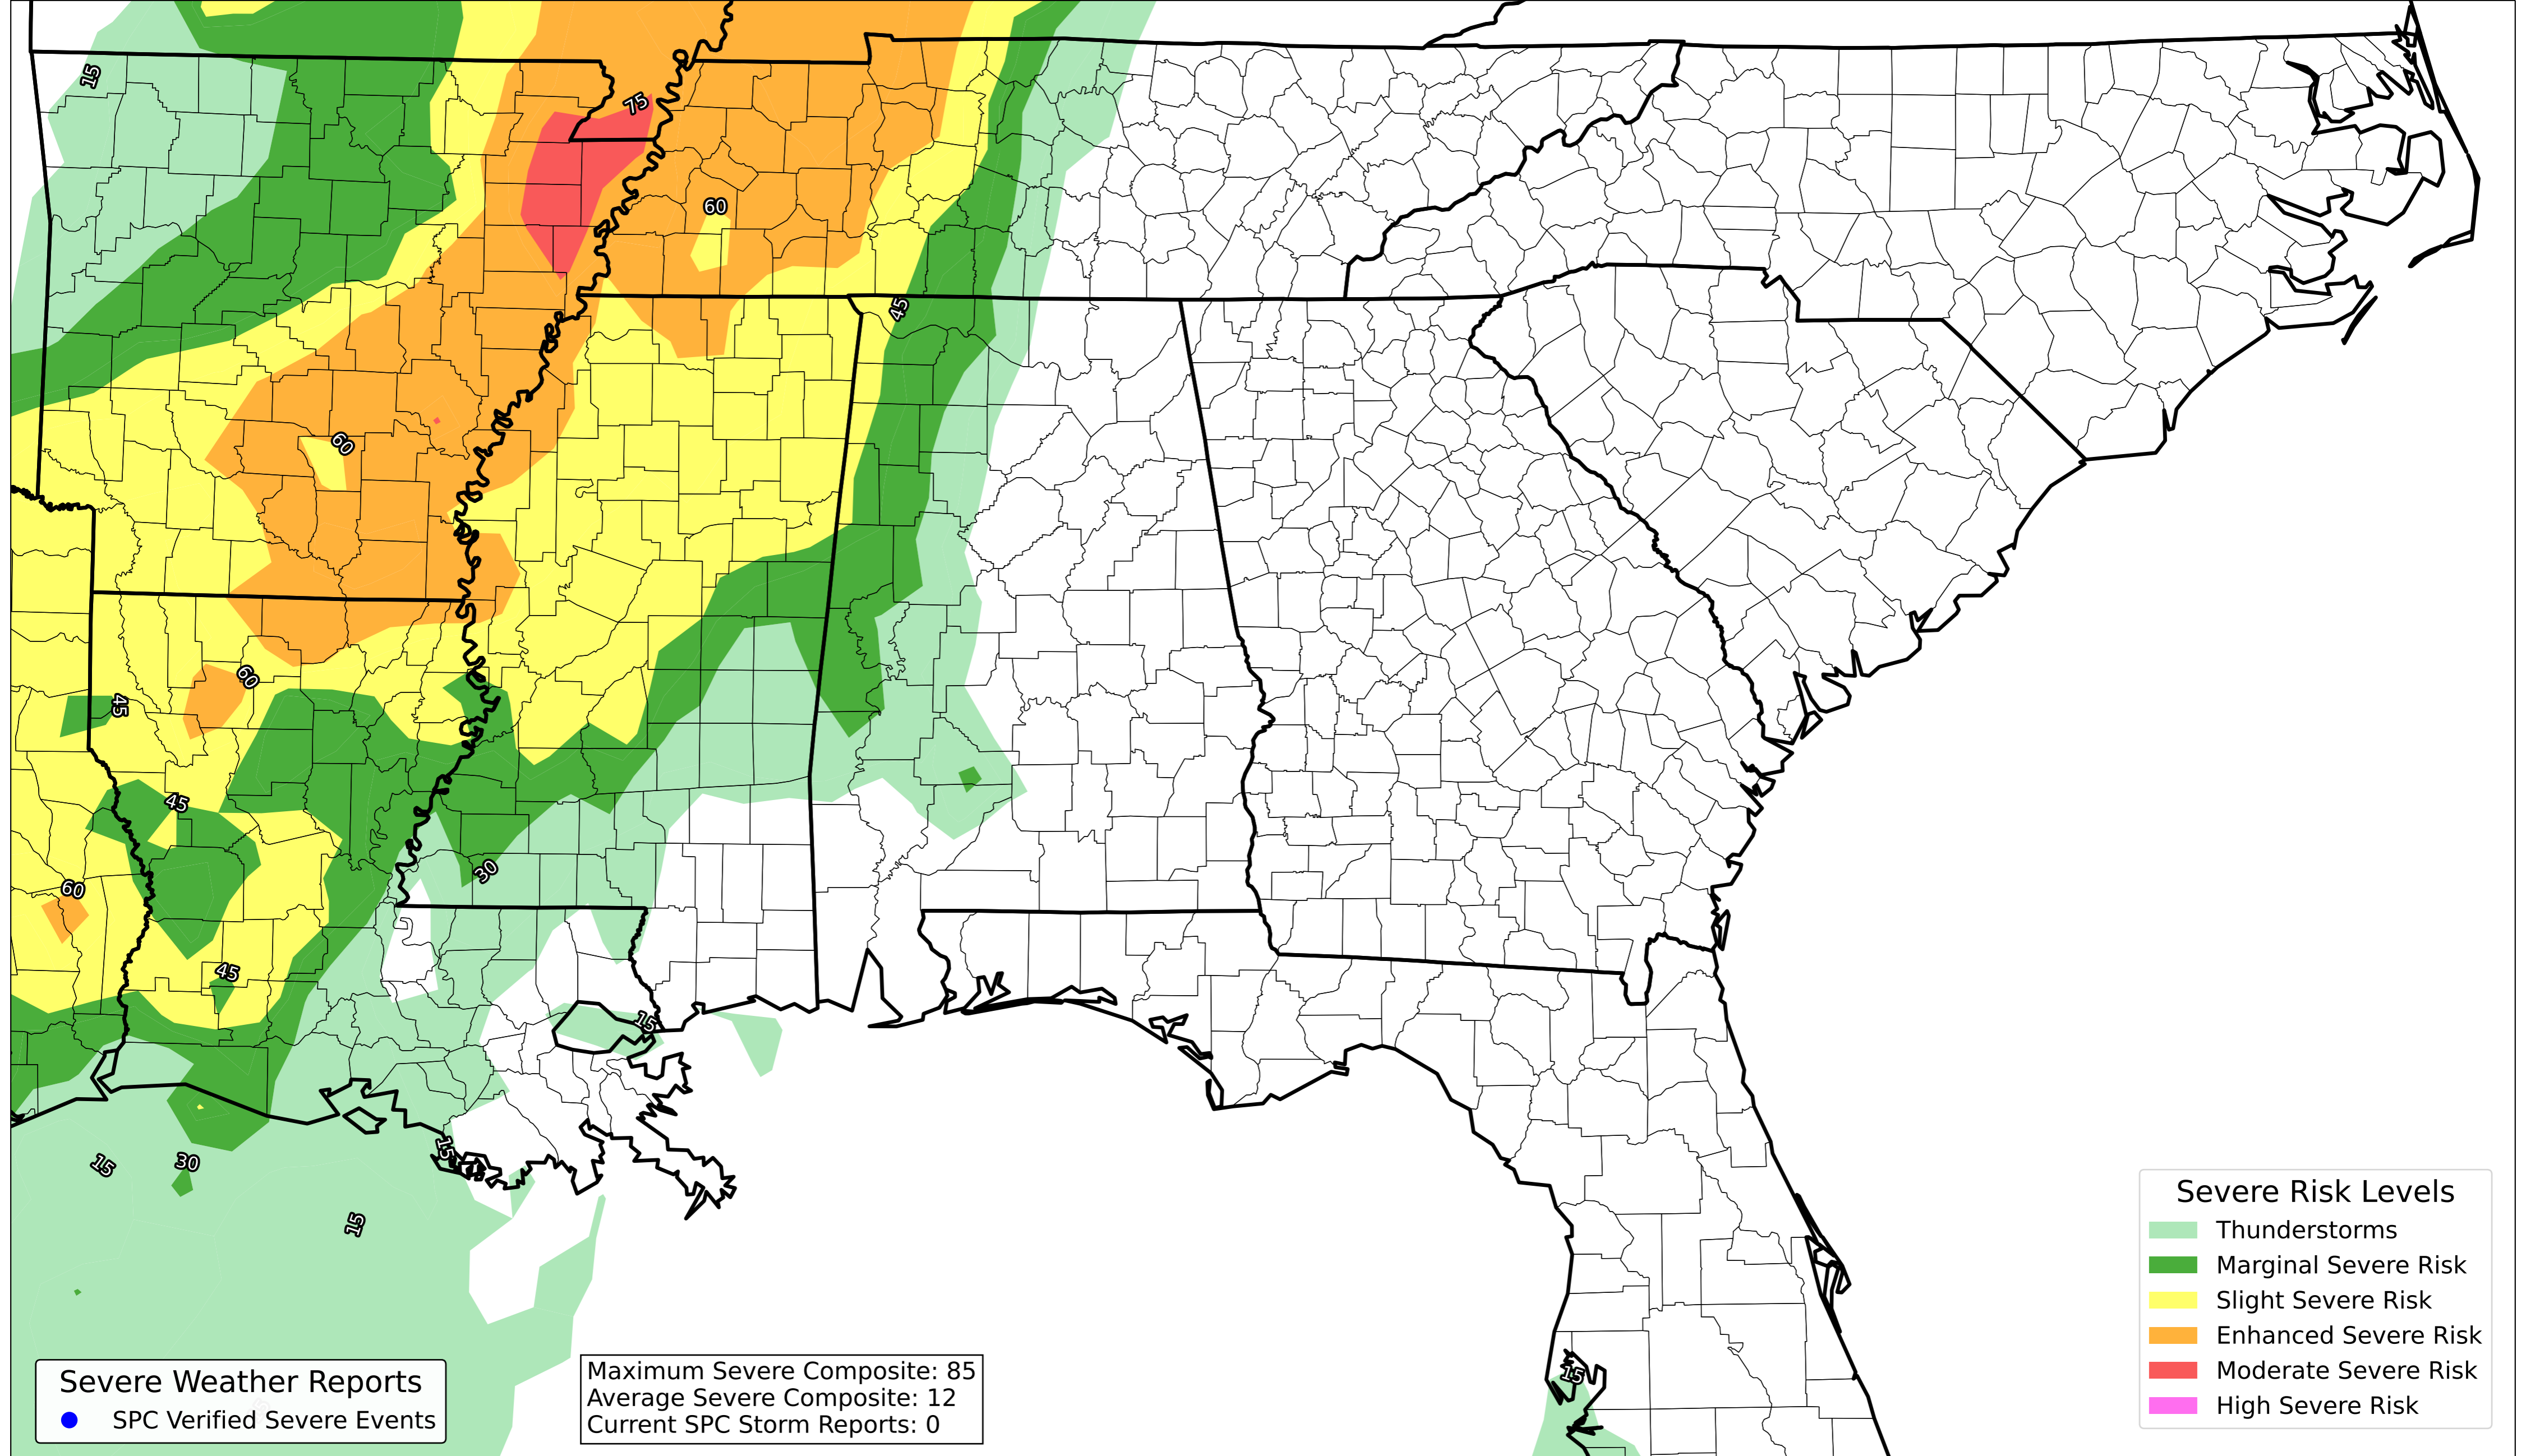 15
75
60
45
60
60
45
45
30
60
45
15
15
15
30
15
15
Severe Risk Levels
Thunderstorms
Marginal Severe Risk
Slight Severe Risk
Enhanced Severe Risk
Moderate Severe Risk
High Severe Risk
Severe Weather Reports
SPC Verified Severe Events
Maximum Severe Composite: 85
Average Severe Composite: 12
Current SPC Storm Reports: 0